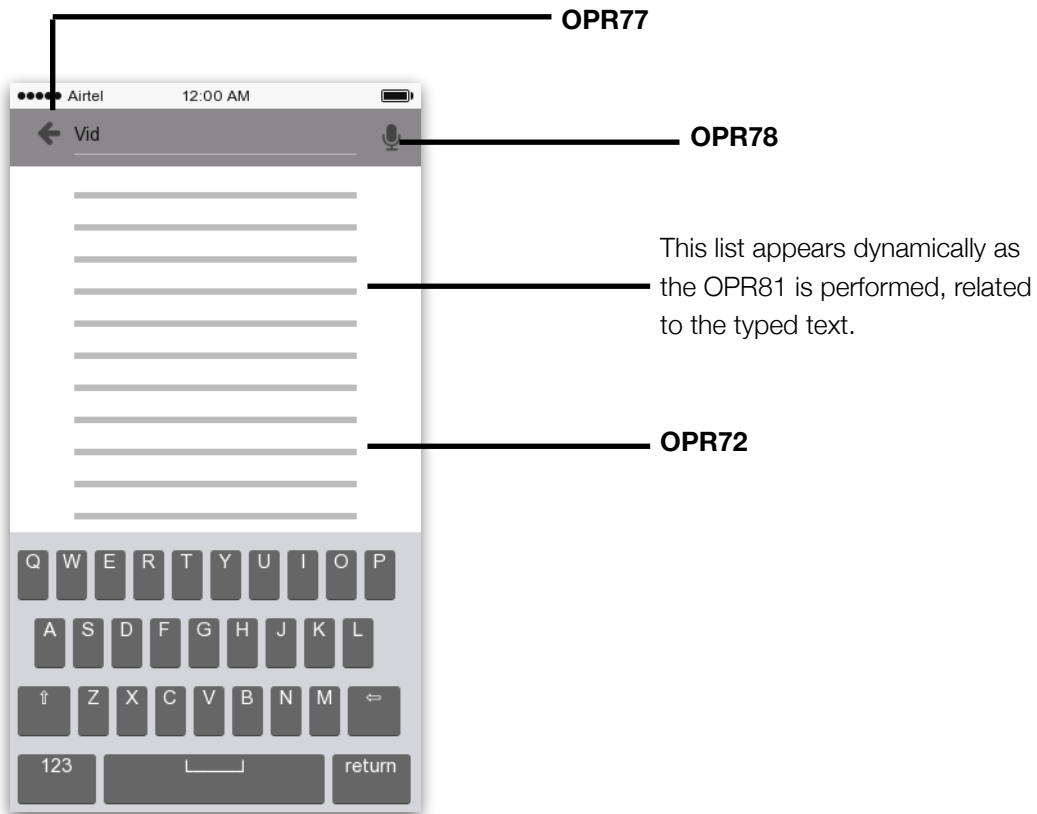 OPR77
Airtel 12:00 AM
Vid
OPR78
This list appears dynamically as
the OPR81 is performed, related
to the typed text.
OPR72
Q W E R T Y U I O P
A S D F G H J K L
⇧ Z X C V B N M ⇦
123 return